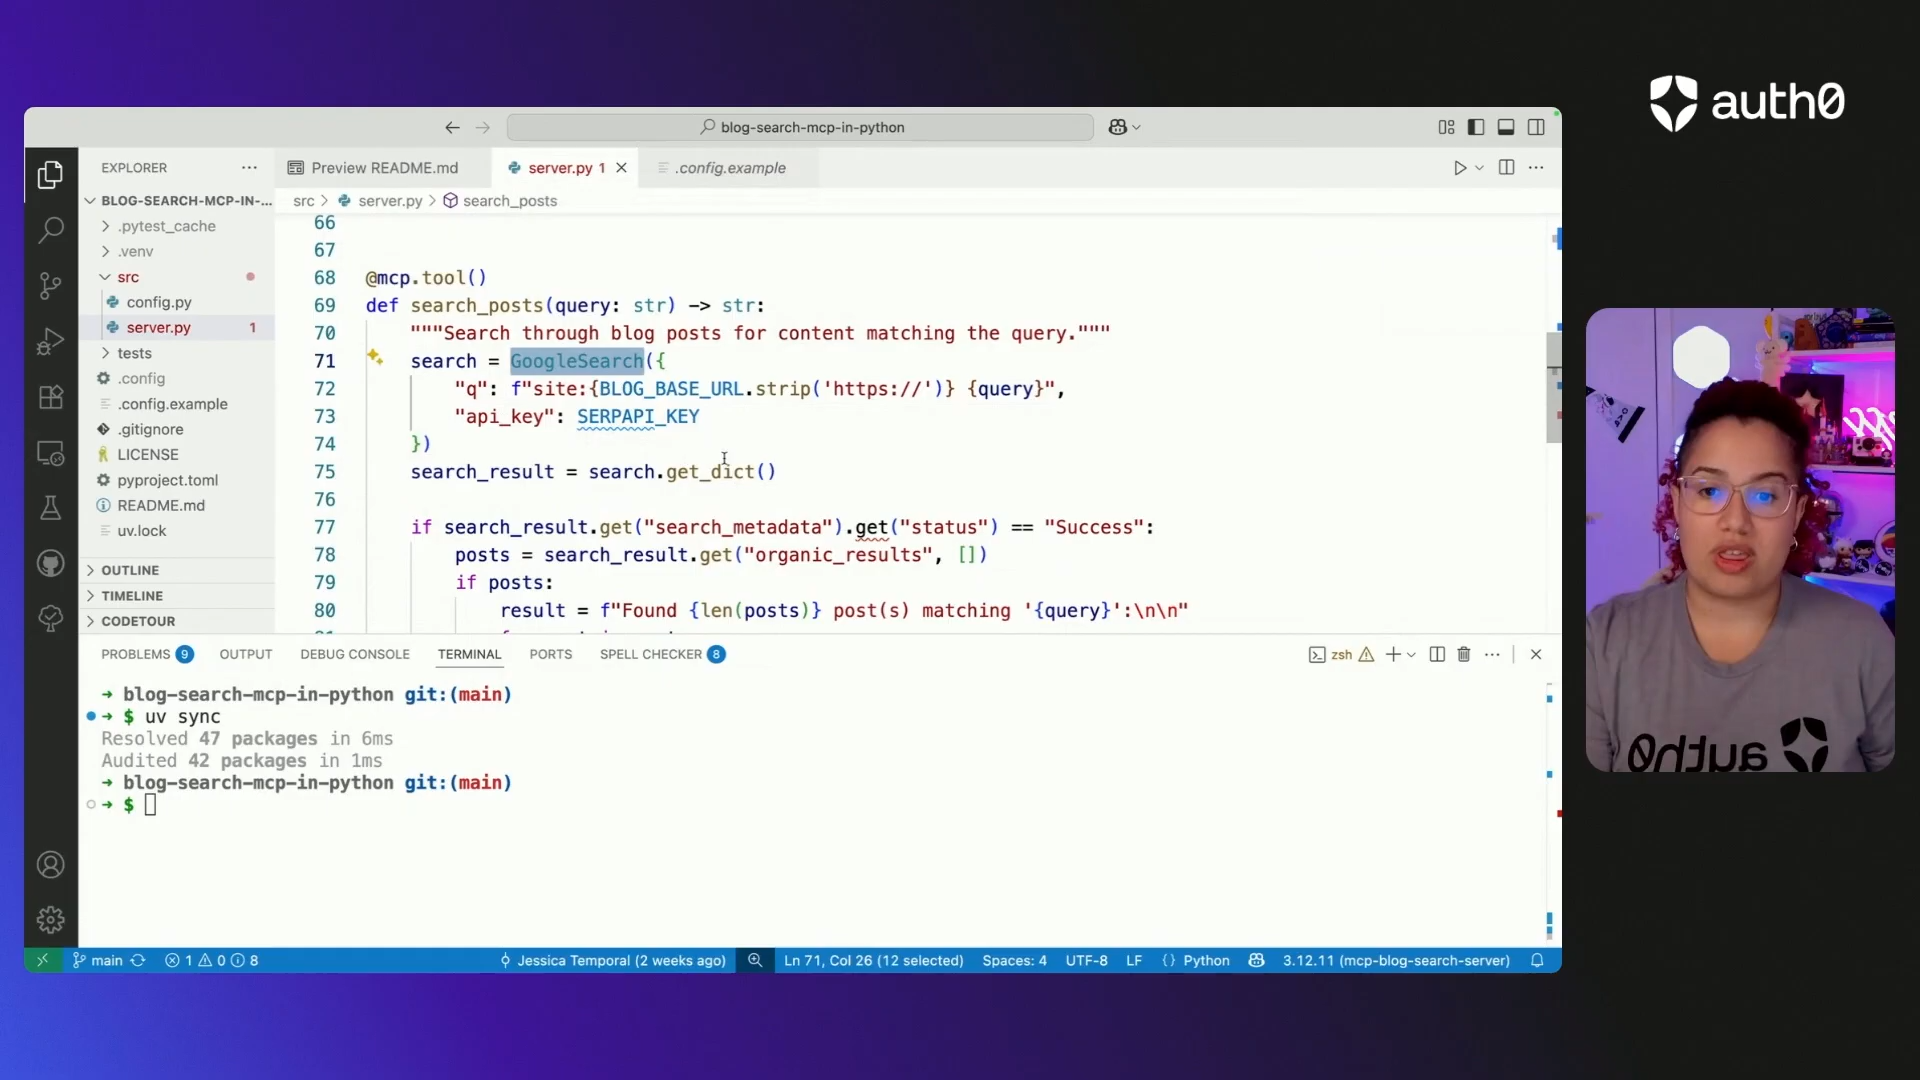 auth0
blog-search-mcp-in-python
EXPLORER
Preview README.md
server.py 1
.config.example
BLOG-SEARCH-MCP-IN-...
src
server.py
search_posts
.pytest_cache
.venv
src
config.py
server.py 1
tests
.config
.config.example
.gitignore
LICENSE
pyproject.toml
README.md
uv.lock
OUTLINE
TIMELINE
CODETOUR
66
67
68 @mcp.tool()
69 def search_posts(query: str) -> str:
70 """Search through blog posts for content matching the query."""
71 search = GoogleSearch({
72 "q": f"site:{BLOG_BASE_URL.strip('https://')} {query}",
73 "api_key": SERPAPI_KEY
74 })
75 search_result = search.get_dict()
76
77 if search_result.get("search_metadata").get("status") == "Success":
78 posts = search_result.get("organic_results", [])
79 if posts:
80 result = f"Found {len(posts)} post(s) matching '{query}':\n\n"
PROBLEMS 9 OUTPUT DEBUG CONSOLE TERMINAL PORTS SPELL CHECKER 8
zsh
→ blog-search-mcp-in-python git:(main)
→ $ uv sync
Resolved 47 packages in 6ms
Audited 42 packages in 1ms
→ blog-search-mcp-in-python git:(main)
→ $
main 1 0 8 Jessica Temporal (2 weeks ago) Ln 71, Col 26 (12 selected) Spaces: 4 UTF-8 LF {} Python 3.12.11 (mcp-blog-search-server)
auth0